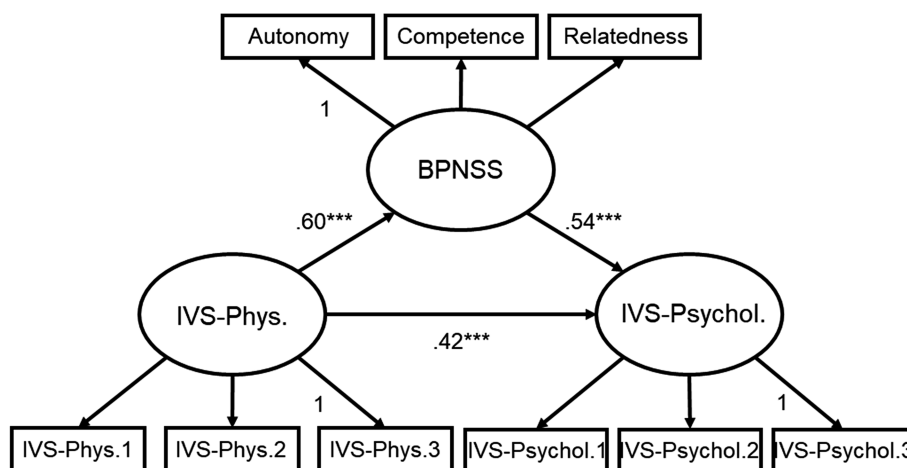 Autonomy
Competence
Relatedness
1
BPNSS
.60***
.54***
IVS-Phys.
IVS-Psychol.
.42***
1
1
IVS-Phys.1
IVS-Phys.2
IVS-Phys.3
IVS-Psychol.1
IVS-Psychol.2
IVS-Psychol.3